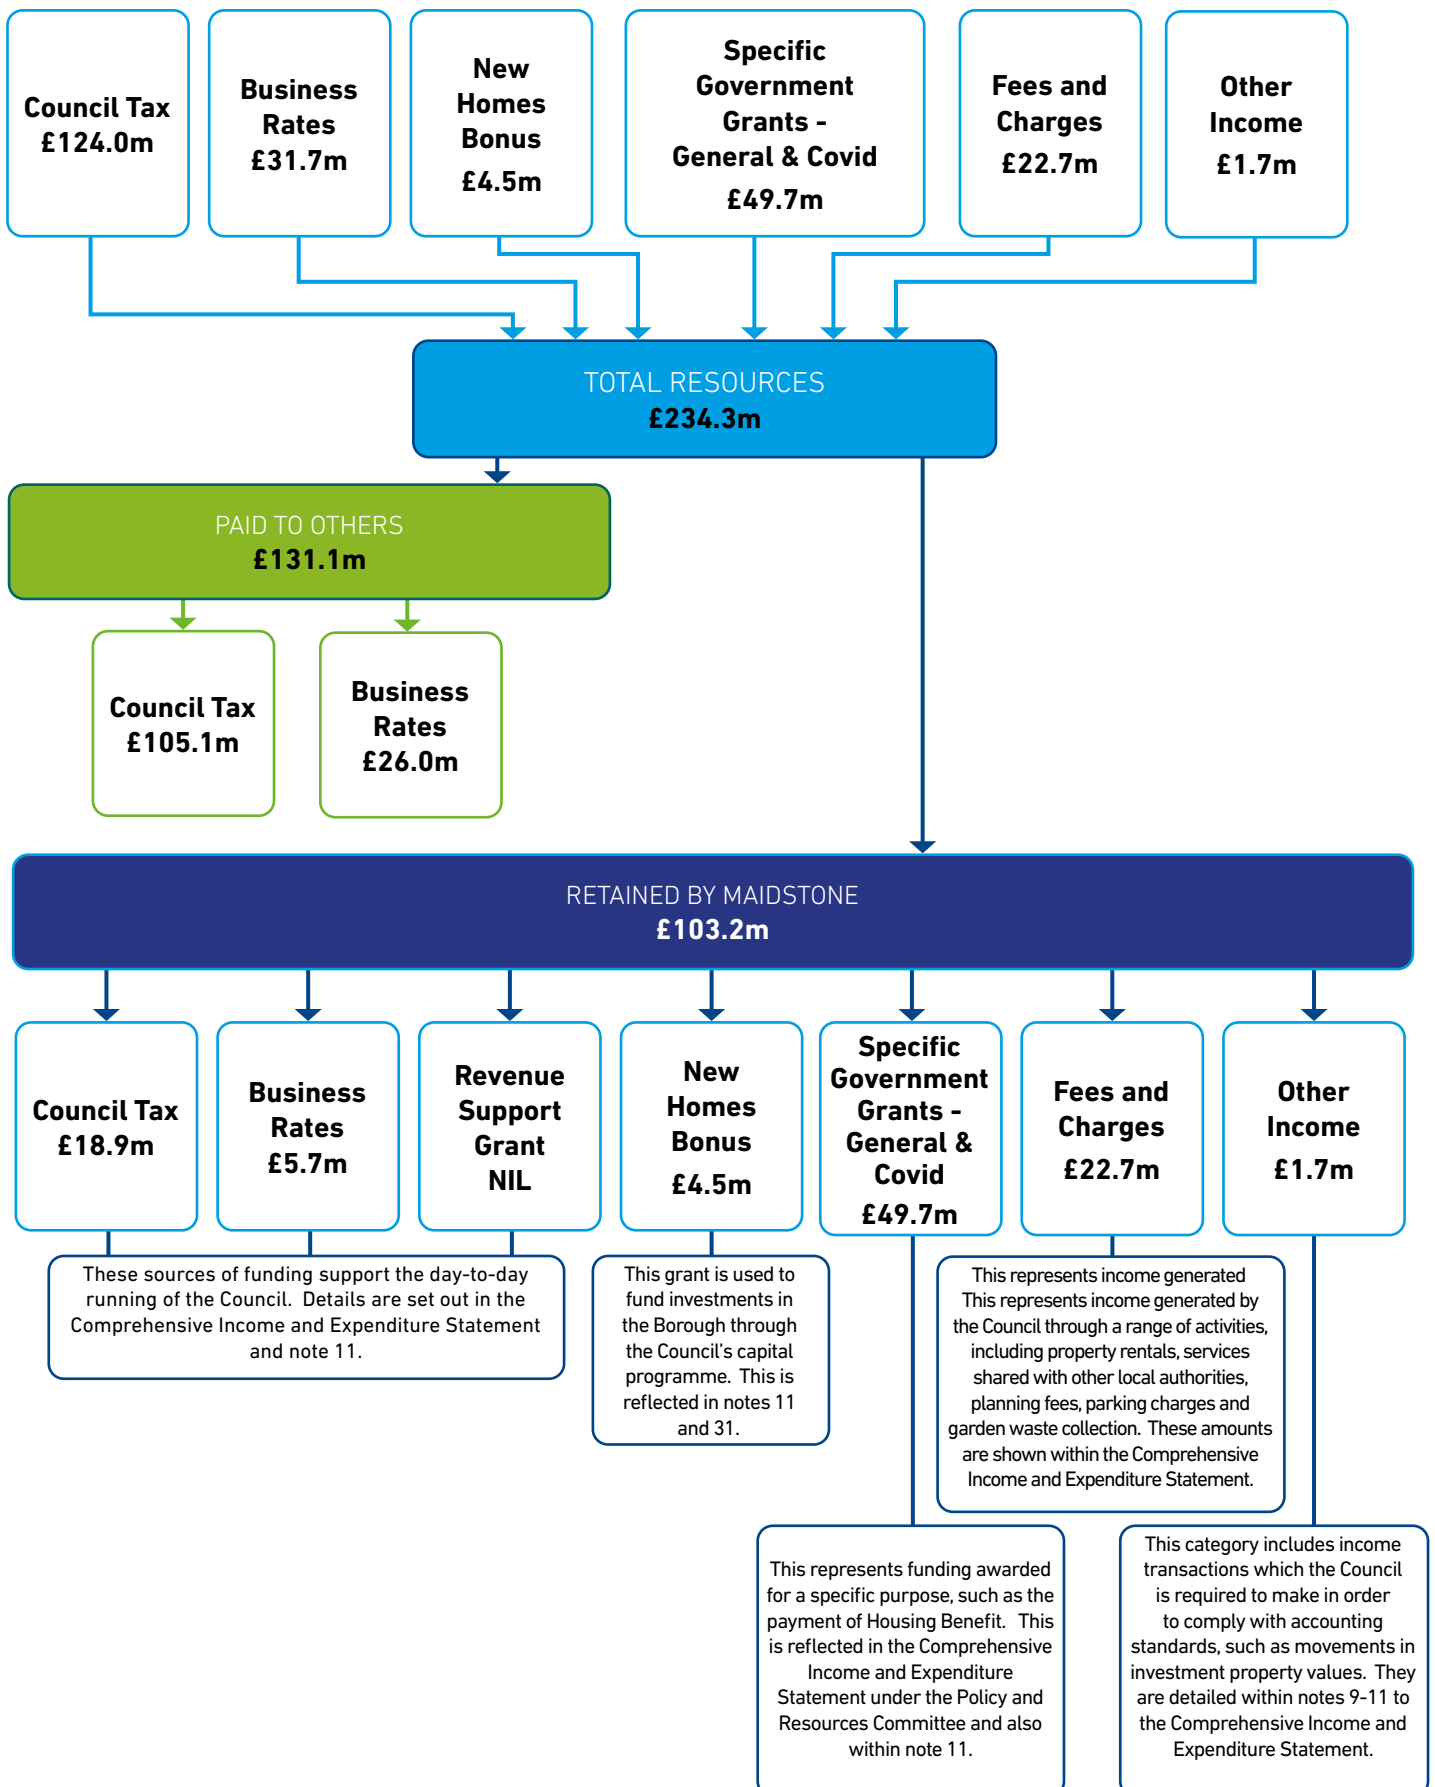 Council Tax
£124.0m
Business
Rates
£31.7m
New
Homes
Bonus
£4.5m
Specific
Government
Grants -
General & Covid
£49.7m
Fees and
Charges
£22.7m
Other
Income
£1.7m
TOTAL RESOURCES
£234.3m
PAID TO OTHERS
£131.1m
Council Tax
£105.1m
Business
Rates
£26.0m
RETAINED BY MAIDSTONE
£103.2m
Council Tax
£18.9m
Business
Rates
£5.7m
Revenue
Support
Grant
NIL
New
Homes
Bonus
£4.5m
Specific
Government
Grants -
General &
Covid
£49.7m
Fees and
Charges
£22.7m
Other
Income
£1.7m
These sources of funding support the day-to-day
running of the Council. Details are set out in the
Comprehensive Income and Expenditure Statement
and note 11.
This grant is used to
fund investments in
the Borough through
the Council's capital
programme. This is
reflected in notes 11
and 31.
This represents income generated
This represents income generated by
the Council through a range of activities,
including property rentals, services
shared with other local authorities,
planning fees, parking charges and
garden waste collection. These amounts
are shown within the Comprehensive
Income and Expenditure Statement.
This represents funding awarded
for a specific purpose, such as the
payment of Housing Benefit. This
is reflected in the Comprehensive
Income and Expenditure
Statement under the Policy and
Resources Committee and also
within note 11.
This category includes income
transactions which the Council
is required to make in order
to comply with accounting
standards, such as movements in
investment property values. They
are detailed within notes 9-11 to
the Comprehensive Income and
Expenditure Statement.